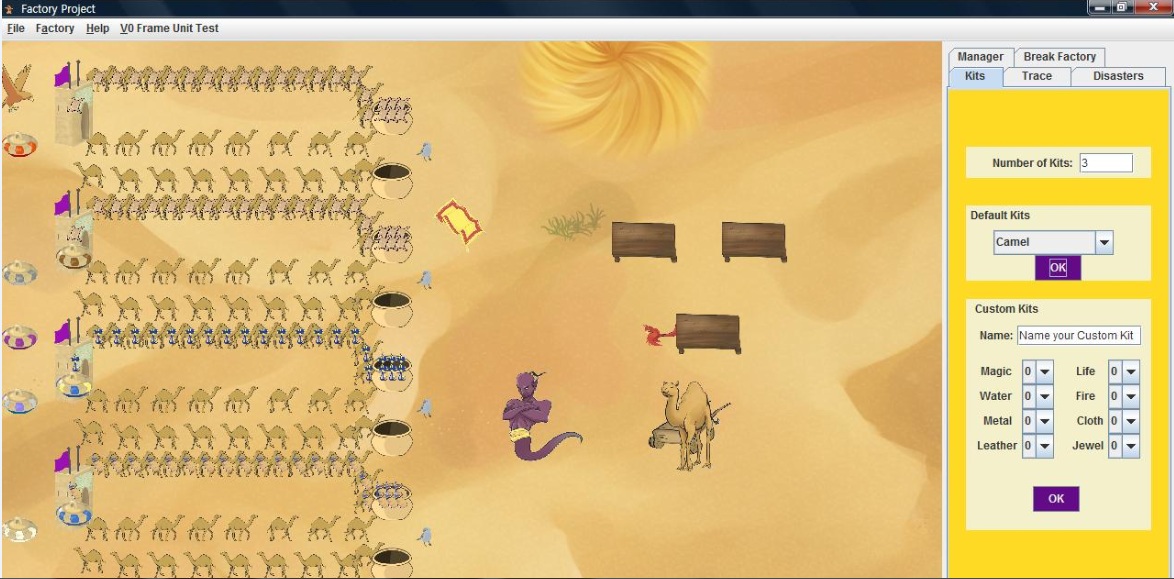 Factory Project
File Factory Help V0 Frame Unit Test
Manager Break Factory
Kits Trace Disasters
Number of Kits: 3
Default Kits
Camel
OK
Custom Kits
Name: Name your Custom Kit
Magic 0 Life 0
Water 0 Fire 0
Metal 0 Cloth 0
Leather 0 Jewel 0
OK